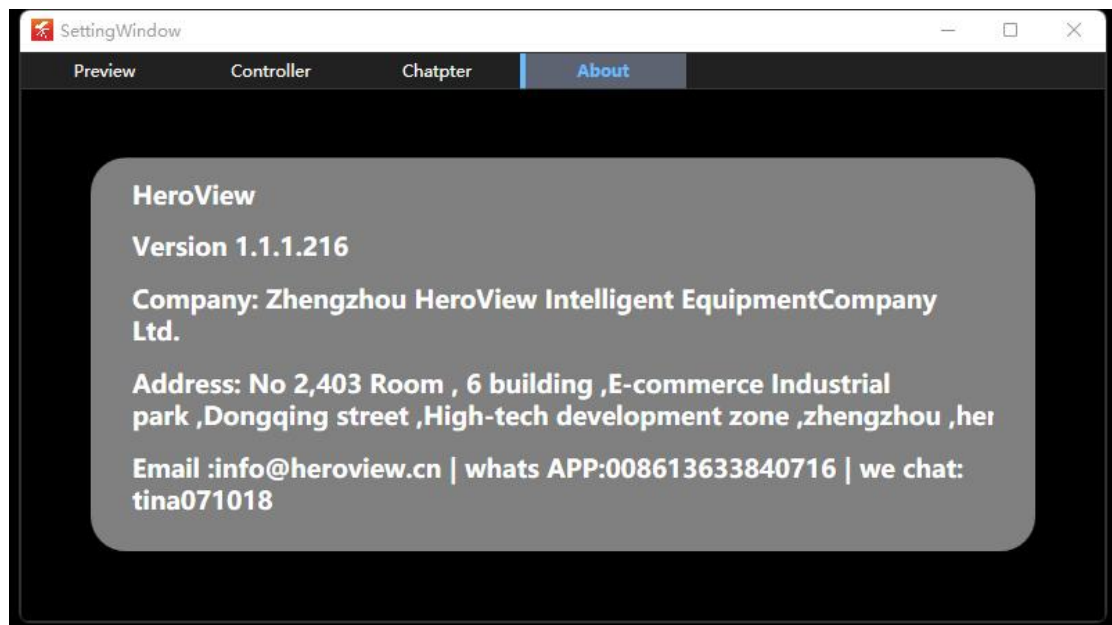 SettingWindow
Preview Controller Chatpter About
HeroView
Version 1.1.1.216
Company: Zhengzhou HeroView Intelligent EquipmentCompany
Ltd.
Address: No 2,403 Room , 6 building ,E-commerce Industrial
park ,Dongqing street ,High-tech development zone ,zhengzhou ,her
Email :info@heroview.cn | whats APP:008613633840716 | we chat:
tina071018